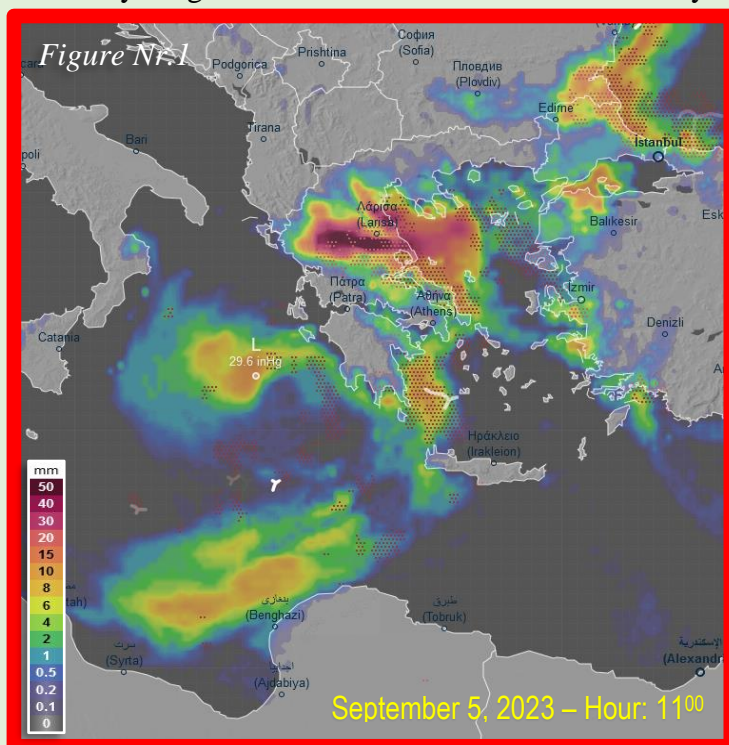 Figure Nr.1
София
(Sofia)
Prishtina
Podgorica
Пловдив
(Plovdiv)
Edirne
Tirana
Bari
İstanbul
Λάρισα
(Larisa)
Balıkesir
Πάτρα
(Patra)
Αθήνα
(Athens)
İzmir
Denizli
Catania
L
29.6 inHg
Ηράκλειο
(Irakleion)
mm
50
40
30
20
15
10
8
6
4
2
1
0.5
0.2
0.1
0
بنغازي
(Benghazi)
طبرق
(Tobruk)
سرت
(Syrta)
اجدابيا
(Ajdabiya)
الإسكندرية
(Alexandr
September 5, 2023 – Hour: 11⁰⁰